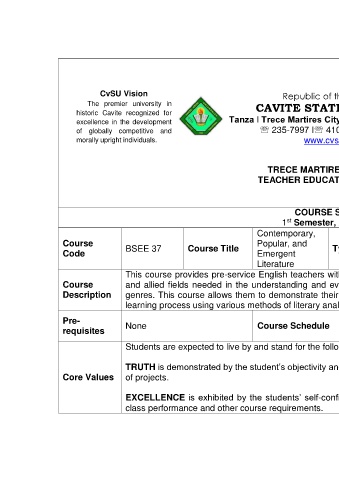 CvSU Vision
The premier university in
historic Cavite recognized for
excellence in the development
of globally competitive and
morally upright individuals.
Republic of th
CAVITE STATE
Tanza I Trece Martires City
☏ 235-7997 I☏ 410
www.cvs
TRECE MARTIRE
TEACHER EDUCAT
COURSE S
1st Semester,
Course Code
BSEE 37
Course Title
Contemporary,
Popular, and
Emergent
Literature
Ty
Course
Description
This course provides pre-service English teachers wit
and allied fields needed in the understanding and ev
genres. This course allows them to demonstrate their
learning process using various methods of literary anal
Pre-
requisites
None
Course Schedule
Core Values
Students are expected to live by and stand for the follo
TRUTH is demonstrated by the student's objectivity an
of projects.
EXCELLENCE is exhibited by the students' self-confi
class performance and other course requirements.